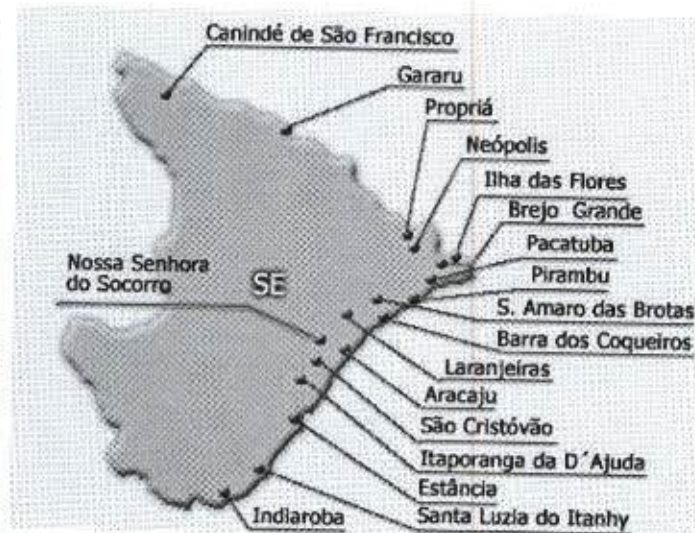 Canindé de São Francisco
Gararu
Propriá
Neópolis
Ilha das Flores
Brejo Grande
Pacatuba
Nossa Senhora
do Socorro
SE
Pirambu
S. Amaro das Brotas
Barra dos Coqueiros
Laranjeiras
Aracaju
São Cristóvão
Itaporanga da D´Ajuda
Estância
Indiaroba
Santa Luzia do Itanhy